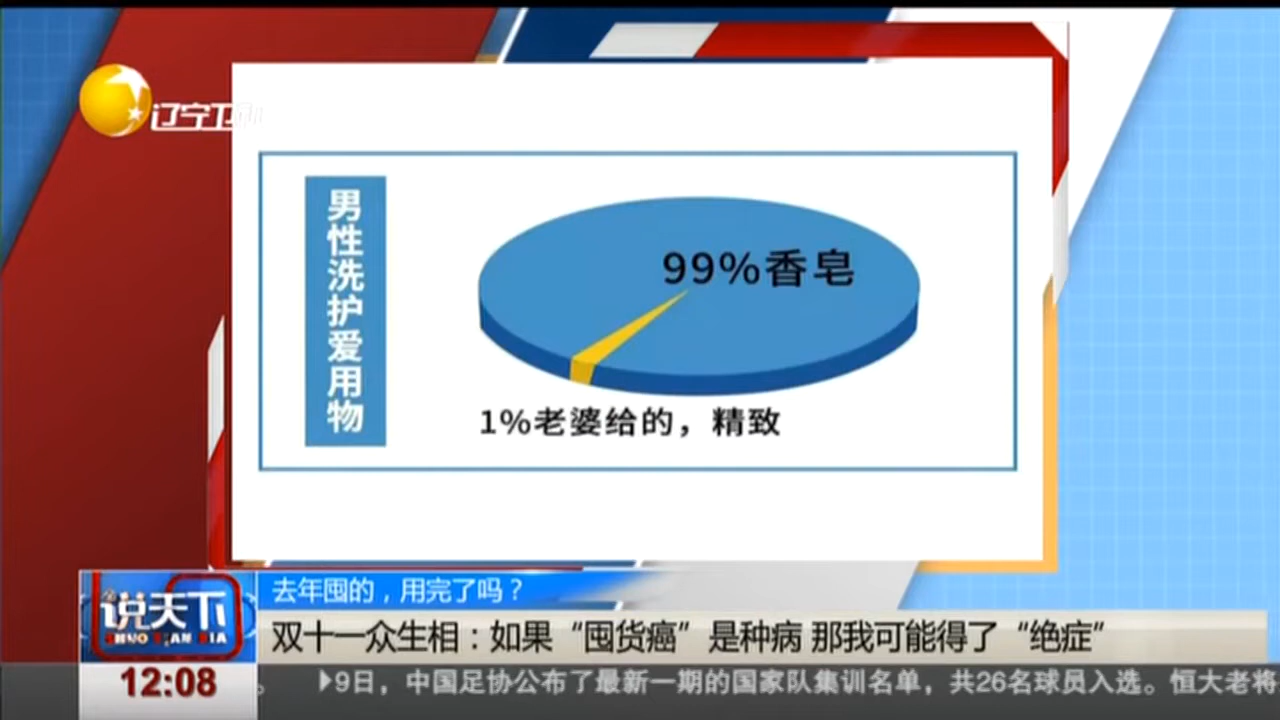 辽宁卫视
男性洗护爱用物
99%香皂
1%老婆给的，精致
去年囤的，用完了吗？
说天下
SHUO TIAN XIA
双十一众生相：如果“囤货癌”是种病 那我可能得了“绝症”
12:08
。 9日，中国足协公布了最新一期的国家队集训名单，共26名球员入选。恒大老将